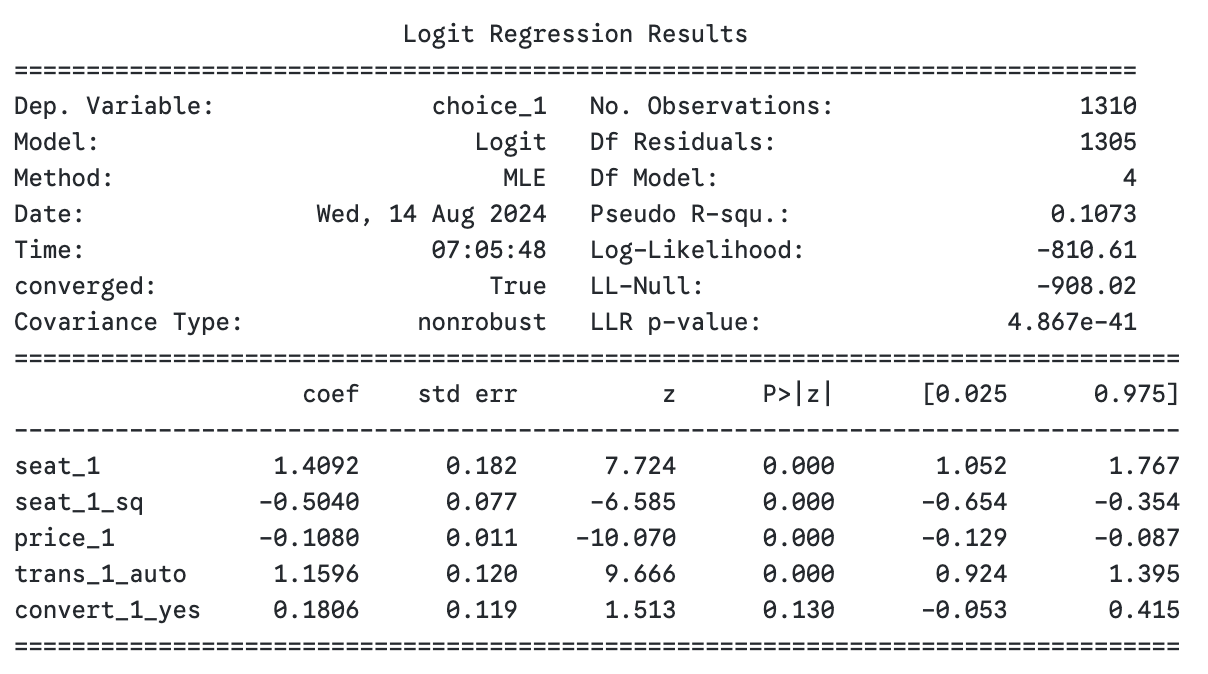 Logit Regression Results
==============================================================================
Dep. Variable:               choice_1   No. Observations:                 1310
Model:                          Logit   Df Residuals:                     1305
Method:                           MLE   Df Model:                            4
Date:                Wed, 14 Aug 2024   Pseudo R-squ.:                  0.1073
Time:                        07:05:48   Log-Likelihood:                -810.61
converged:                       True   LL-Null:                       -908.02
Covariance Type:            nonrobust   LLR p-value:                 4.867e-41
=================================================================================
                    coef    std err          z      P>|z|      [0.025      0.975]
---------------------------------------------------------------------------------
seat_1            1.4092      0.182      7.724      0.000       1.052       1.767
seat_1_sq        -0.5040      0.077     -6.585      0.000      -0.654      -0.354
price_1          -0.1080      0.011    -10.070      0.000      -0.129      -0.087
trans_1_auto      1.1596      0.120      9.666      0.000       0.924       1.395
convert_1_yes     0.1806      0.119      1.513      0.130      -0.053       0.415
=================================================================================